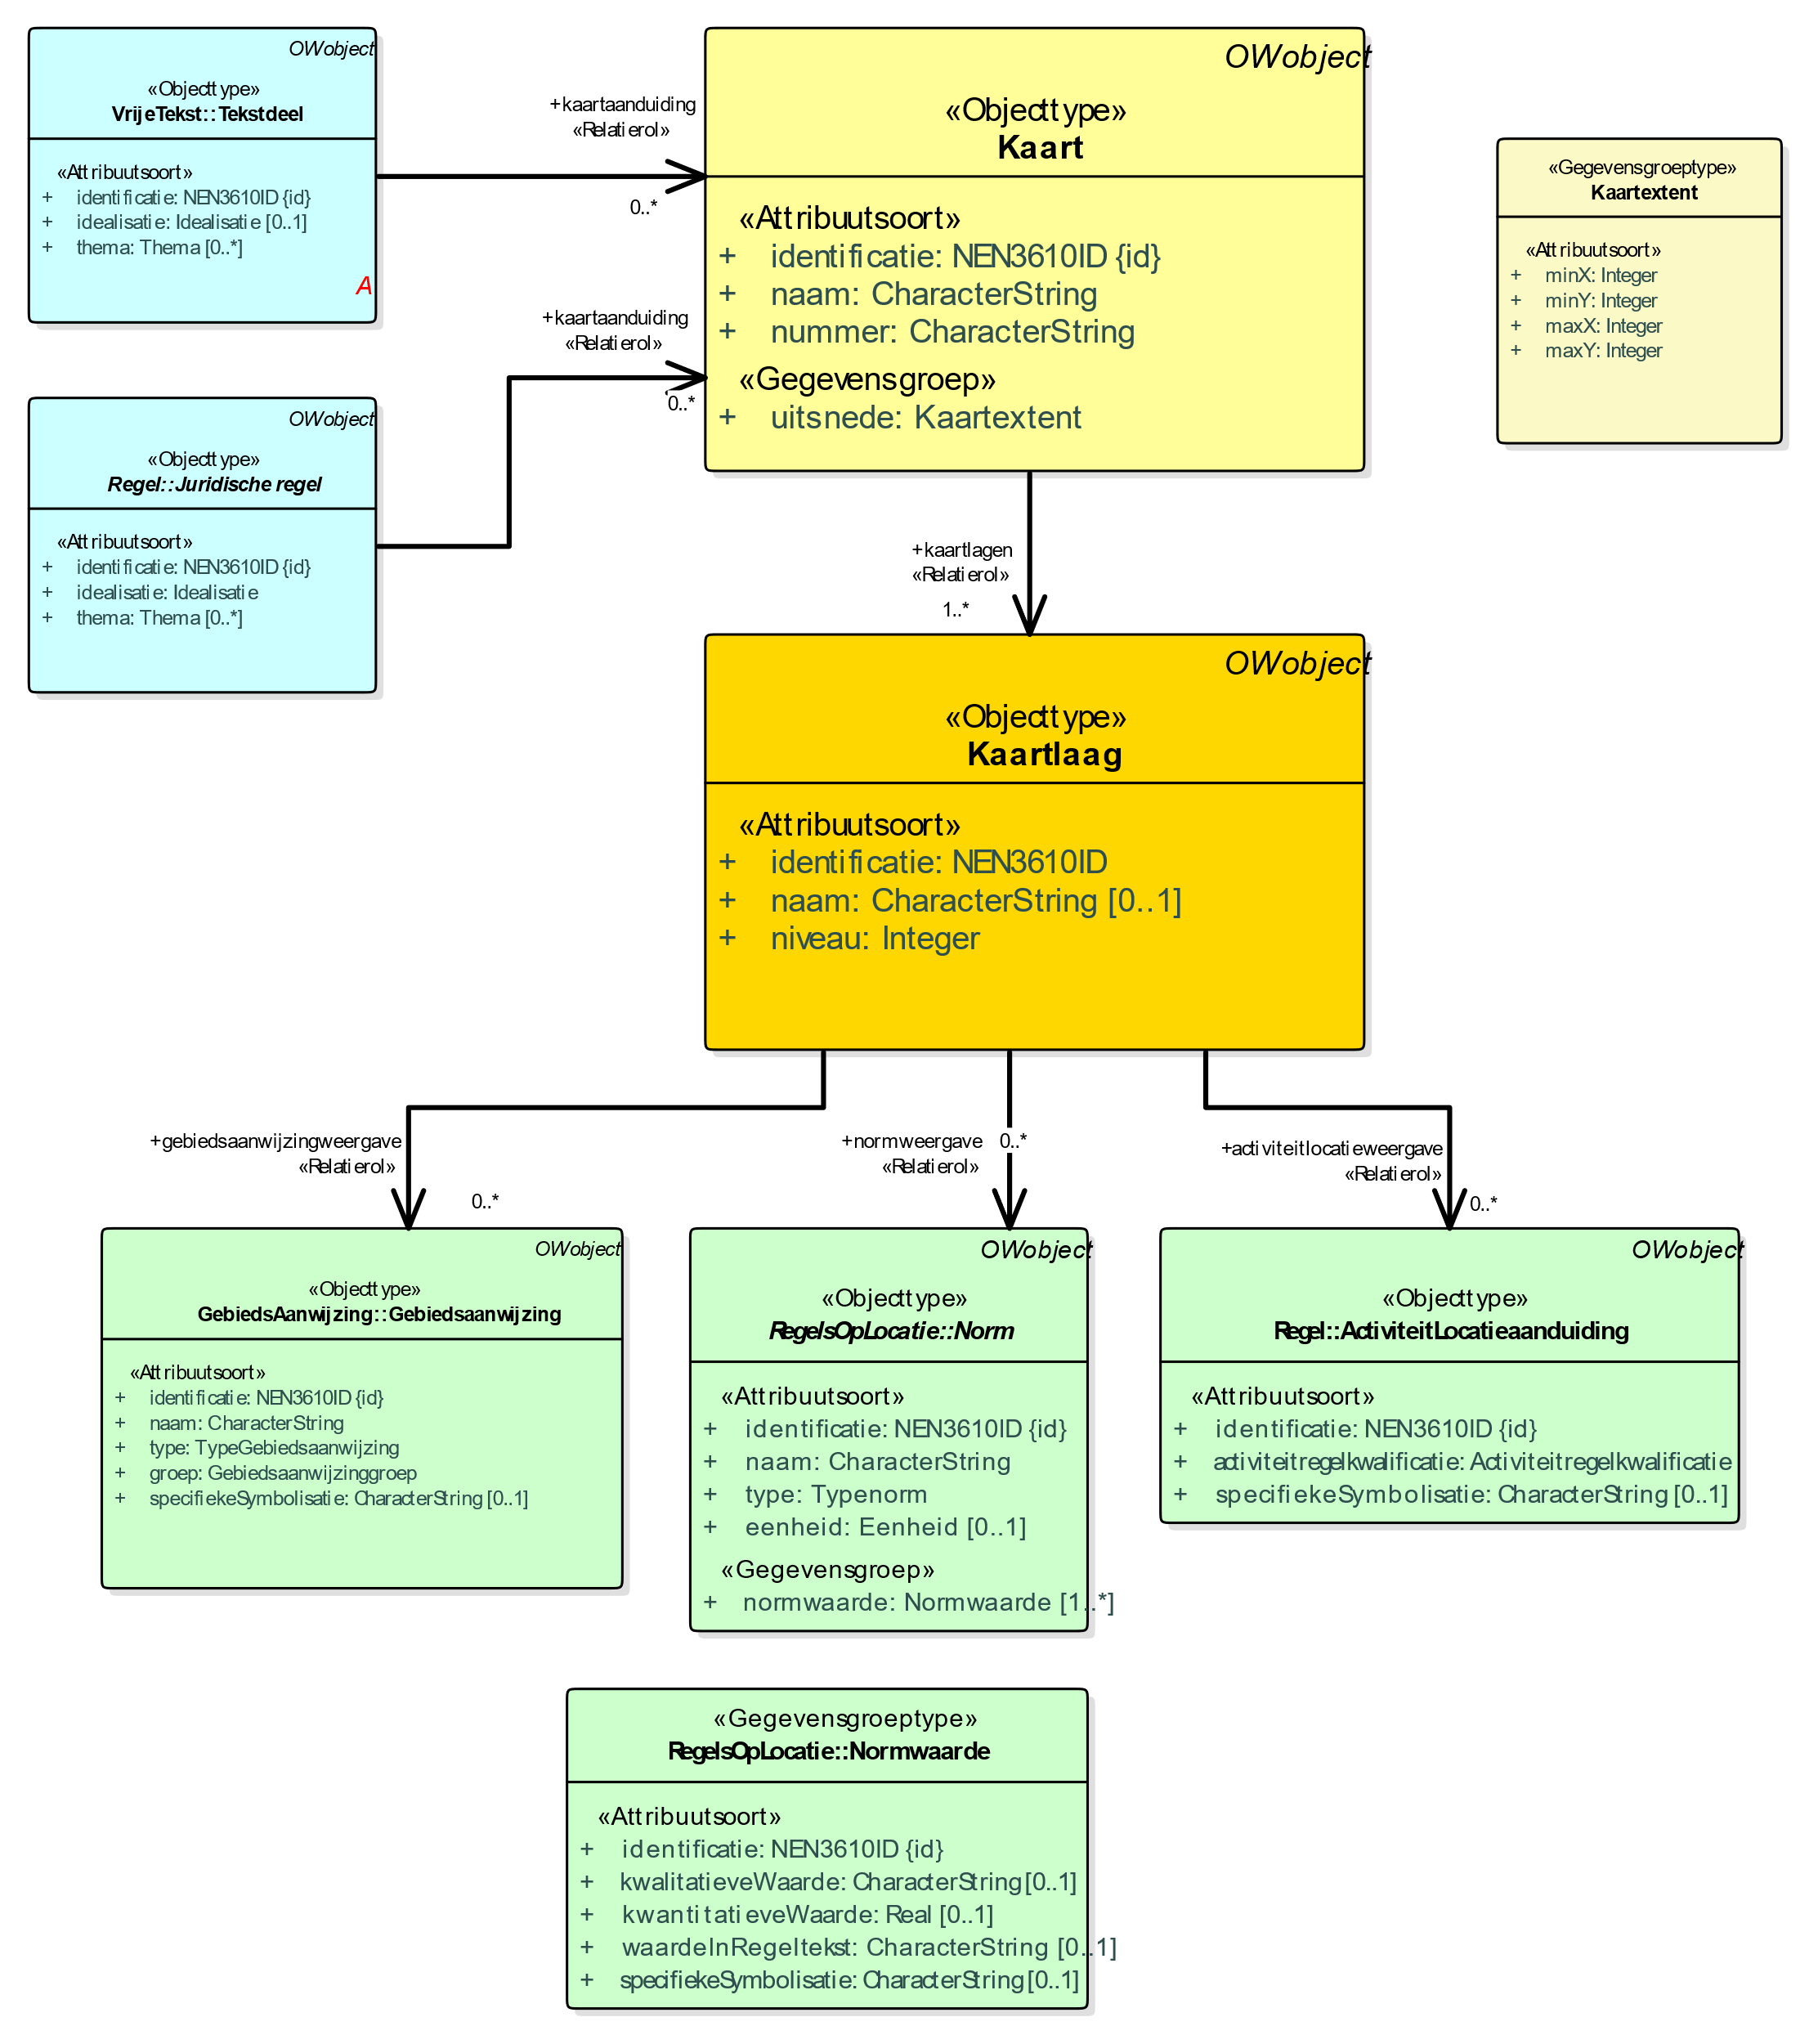 OWobject
«Objecttype»
VrijeTekst::Tekstdeel
«Attribuutsoort»
+ identificatie: NEN3610ID {id}
+ idealisatie: Idealisatie [0..1]
+ thema: Thema [0..*]
A
+kaartaanduiding
«Relatierol»
0..*
OWobject
«Objecttype»
Kaart
«Attribuutsoort»
+ identificatie: NEN3610ID {id}
+ naam: CharacterString
+ nummer: CharacterString
«Gegevensgroep»
+ uitsnede: Kaartextent
«Gegevensgroeptype»
Kaartextent
«Attribuutsoort»
+ minX: Integer
+ minY: Integer
+ maxX: Integer
+ maxY: Integer
+kaartaanduiding
«Relatierol»
0..*
OWobject
«Objecttype»
Regel::Juridische regel
«Attribuutsoort»
+ identificatie: NEN3610ID {id}
+ idealisatie: Idealisatie
+ thema: Thema [0..*]
+kaartlagen
«Relatierol»
1..*
OWobject
«Objecttype»
Kaartlaag
«Attribuutsoort»
+ identificatie: NEN3610ID
+ naam: CharacterString [0..1]
+ niveau: Integer
+gebiedsaanwijzingweergave
«Relatierol»
0..*
+normweergave 0..*
«Relatierol»
+activiteitlocatieweergave
«Relatierol»
0..*
OWobject
«Objecttype»
GebiedsAanwijzing::Gebiedsaanwijzing
«Attribuutsoort»
+ identificatie: NEN3610ID {id}
+ naam: CharacterString
+ type: TypeGebiedsaanwijzing
+ groep: Gebiedsaanwijzinggroep
+ specifiekeSymbolisatie: CharacterString [0..1]
OWobject
«Objecttype»
RegelsOpLocatie::Norm
«Attribuutsoort»
+ identificatie: NEN3610ID {id}
+ naam: CharacterString
+ type: Typenorm
+ eenheid: Eenheid [0..1]
«Gegevensgroep»
+ normwaarde: Normwaarde [1..*]
OWobject
«Objecttype»
Regel::ActiviteitLocatieaanduiding
«Attribuutsoort»
+ identificatie: NEN3610ID {id}
+ activiteitregelkwalificatie: Activiteitregelkwalificatie
+ specifiekeSymbolisatie: CharacterString [0..1]
«Gegevensgroeptype»
RegelsOpLocatie::Normwaarde
«Attribuutsoort»
+ identificatie: NEN3610ID {id}
+ kwalitatieveWaarde: CharacterString [0..1]
+ kwantitatieveWaarde: Real [0..1]
+ waardeInRegeltekst: CharacterString [0..1]
+ specifiekeSymbolisatie: CharacterString [0..1]